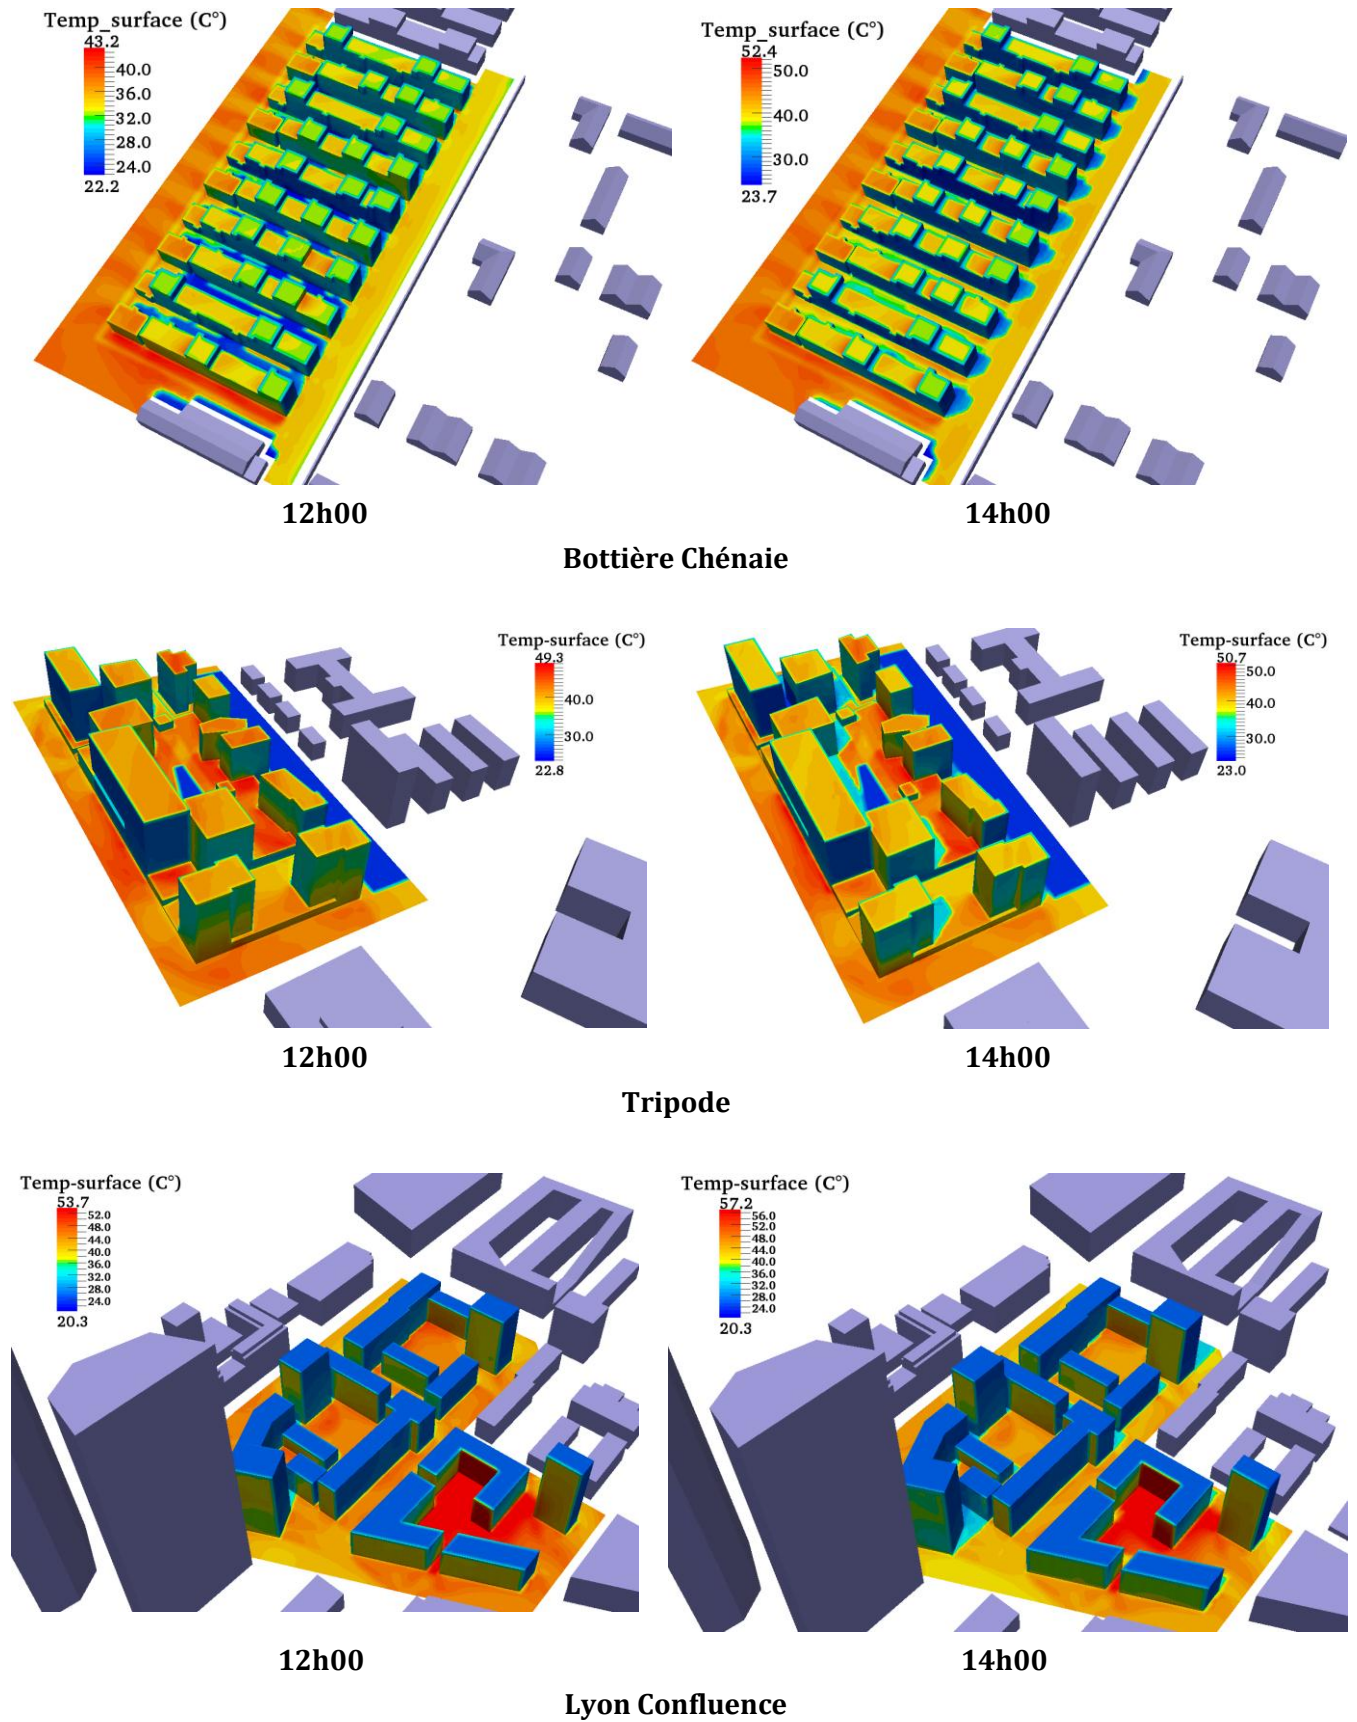 Temp_surface (C°)
43.2
40.0
36.0
32.0
28.0
24.0
22.2
Temp_surface (C°)
52.4
50.0
40.0
30.0
23.7
12h00
14h00
Bottière Chénaie
Temp-surface (C°)
49.3
40.0
30.0
22.8
Temp-surface (C°)
50.7
50.0
40.0
30.0
23.0
12h00
14h00
Tripode
Temp-surface (C°)
53.7
52.0
48.0
44.0
40.0
36.0
32.0
28.0
24.0
20.3
Temp-surface (C°)
57.2
56.0
52.0
48.0
44.0
40.0
36.0
32.0
28.0
24.0
20.3
12h00
14h00
Lyon Confluence